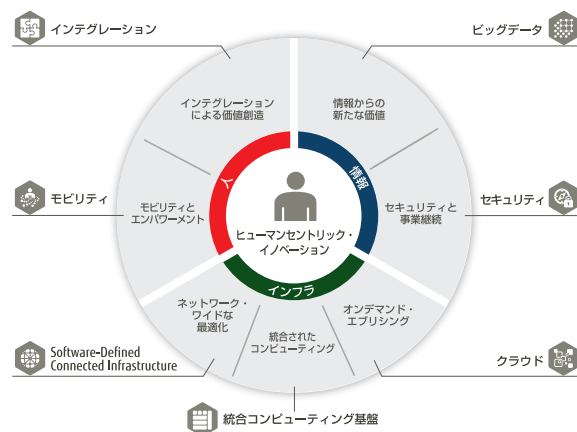 インテグレーション
ビッグデータ
インテグレーション
による価値創造
情報からの
新たな価値
人
情報
モビリティ
モビリティと
エンパワーメント
ヒューマンセントリック・
イノベーション
セキュリティと
事業継続
セキュリティ
インフラ
ネットワーク・
ワイドな
最適化
統合された
コンピューティング
オンデマンド・
エブリシング
Software-Defined
Connected Infrastructure
クラウド
統合コンピューティング基盤